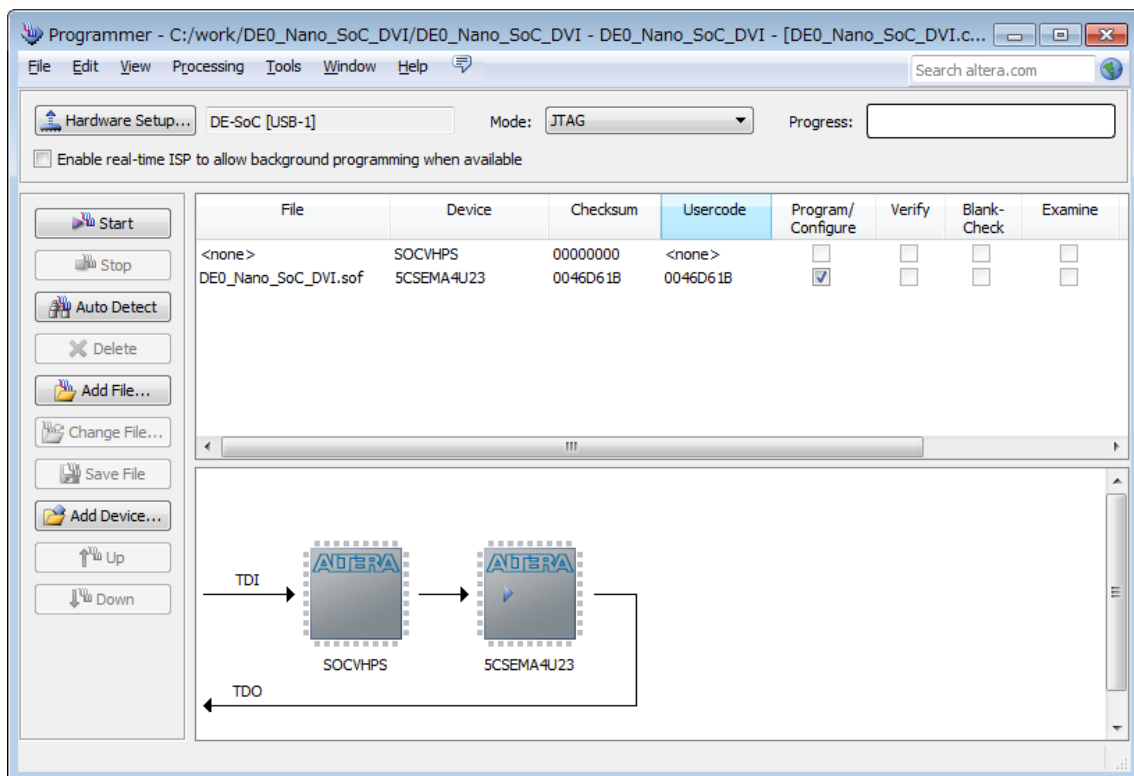 Programmer - C:/work/DE0_Nano_SoC_DVI/DE0_Nano_SoC_DVI - DE0_Nano_SoC_DVI - [DE0_Nano_SoC_DVI.c...
File Edit View Processing Tools Window Help
Search altera.com
Hardware Setup... DE-SoC [USB-1] Mode: JTAG Progress:
Enable real-time ISP to allow background programming when available
Start
Stop
Auto Detect
Delete
Add File...
Change File...
Save File
Add Device...
Up
Down
File Device Checksum Usercode Program/ Configure Verify Blank- Check Examine
<none> SOCVHPS 00000000 <none>
DE0_Nano_SoC_DVI.sof 5CSEMA4U23 0046D61B 0046D61B
ALTERA ALTERA
TDI
SOCVHPS 5CSEMA4U23
TDO